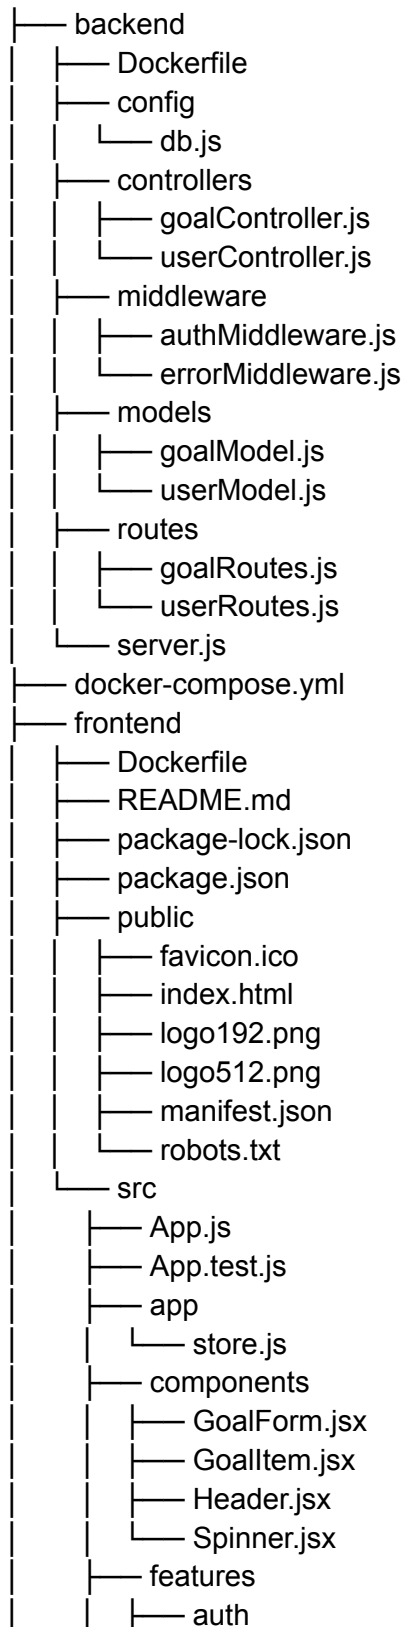 ├── backend
│   ├── Dockerfile
│   ├── config
│   │   └── db.js
│   ├── controllers
│   │   ├── goalController.js
│   │   └── userController.js
│   ├── middleware
│   │   ├── authMiddleware.js
│   │   └── errorMiddleware.js
│   ├── models
│   │   ├── goalModel.js
│   │   └── userModel.js
│   ├── routes
│   │   ├── goalRoutes.js
│   │   └── userRoutes.js
│   └── server.js
├── docker-compose.yml
├── frontend
│   ├── Dockerfile
│   ├── README.md
│   ├── package-lock.json
│   ├── package.json
│   ├── public
│   │   ├── favicon.ico
│   │   ├── index.html
│   │   ├── logo192.png
│   │   ├── logo512.png
│   │   ├── manifest.json
│   │   └── robots.txt
│   └── src
│       ├── App.js
│       ├── App.test.js
│       ├── app
│       │   └── store.js
│       ├── components
│       │   ├── GoalForm.jsx
│       │   ├── GoalItem.jsx
│       │   ├── Header.jsx
│       │   └── Spinner.jsx
│       ├── features
│       │   ├── auth